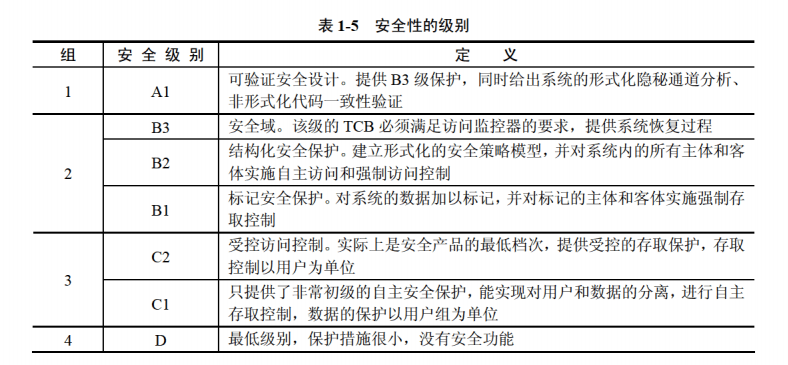 表 1-5 安全性的级别
组 安 全 级 别 定 义
1 A1 可验证安全设计。提供 B3 级保护，同时给出系统的形式化隐秘通道分析、
非形式化代码一致性验证
2 B3 安全域。该级的 TCB 必须满足访问监控器的要求，提供系统恢复过程
B2 结构化安全保护。建立形式化的安全策略模型，并对系统内的所有主体和客
体实施自主访问和强制访问控制
B1 标记安全保护。对系统的数据加以标记，并对标记的主体和客体实施强制存
取控制
3 C2 受控访问控制。实际上是安全产品的最低档次，提供受控的存取保护，存取
控制以用户为单位
C1 只提供了非常初级的自主安全保护，能实现对用户和数据的分离，进行自主
存取控制，数据的保护以用户组为单位
4 D 最低级别，保护措施很小，没有安全功能